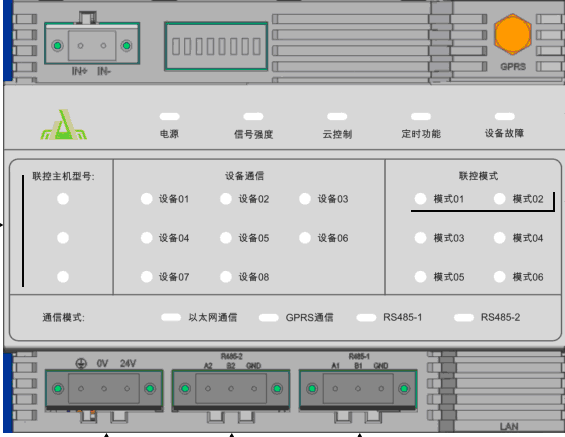 IN+ IN-
GPRS
电源 信号强度 云控制 定时功能 设备故障
联控主机型号: 设备通信 联控模式
设备01 设备02 设备03 模式01 模式02
设备04 设备05 设备06 模式03 模式04
设备07 设备08 模式05 模式06
通信模式: 以太网通信 GPRS通信 RS485-1 RS485-2
R485-2 R485-1
0V 24V A2 B2 GND A1 B1 GND
LAN